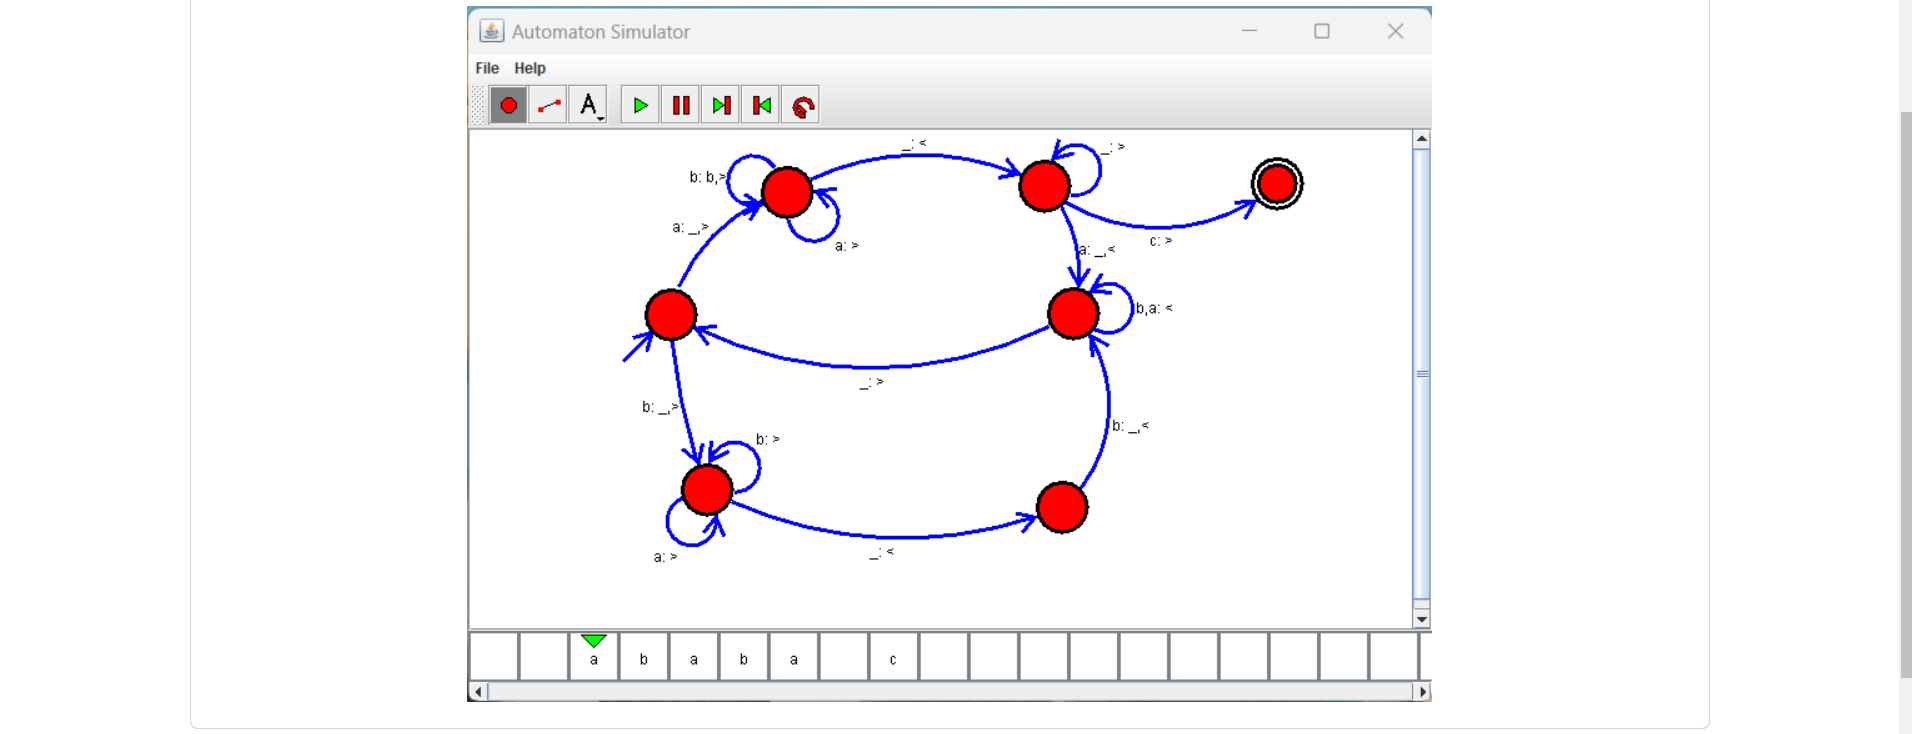 Automaton Simulator
File Help
A
_: <
_: >
b: b,>
a: _,>
a: >
c: >
a: _,<
b,a: <
_: >
b: _,>
b: _,<
b: >
_: <
a: >
a b a b a c